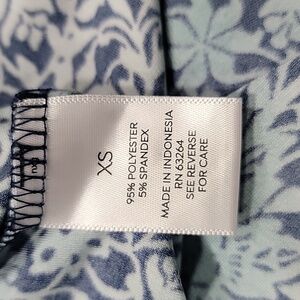 XS
95% POLYESTER
5% SPANDEX
MADE IN INDONESIA
RN 63264
SEE REVERSE
FOR CARE